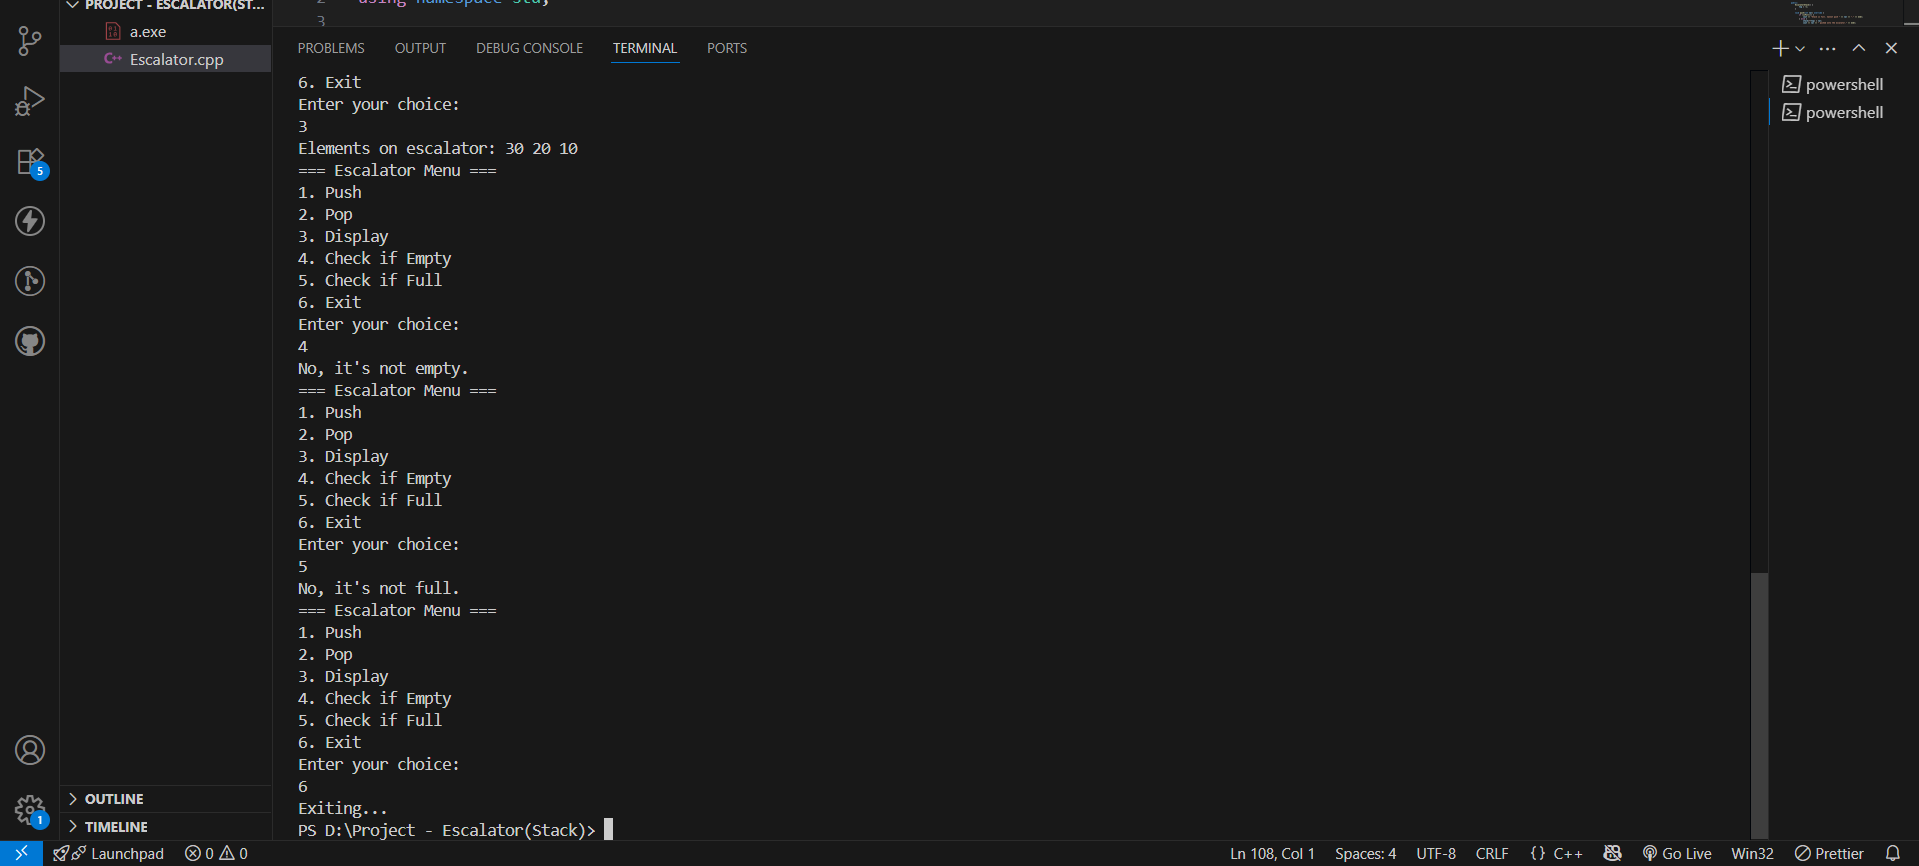 PROJECT - ESCALATOR(ST...
a.exe
Escalator.cpp
2 using namespace std;
3
PROBLEMS OUTPUT DEBUG CONSOLE TERMINAL PORTS
powershell
powershell
6. Exit
Enter your choice:
3
Elements on escalator: 30 20 10
=== Escalator Menu ===
1. Push
2. Pop
3. Display
4. Check if Empty
5. Check if Full
6. Exit
Enter your choice:
4
No, it's not empty.
=== Escalator Menu ===
1. Push
2. Pop
3. Display
4. Check if Empty
5. Check if Full
6. Exit
Enter your choice:
5
No, it's not full.
=== Escalator Menu ===
1. Push
2. Pop
3. Display
4. Check if Empty
5. Check if Full
6. Exit
Enter your choice:
6
Exiting...
PS D:\Project - Escalator(Stack)>
5
1
OUTLINE
TIMELINE
Launchpad 0 0 Ln 108, Col 1 Spaces: 4 UTF-8 CRLF {} C++ Go Live Win32 Prettier